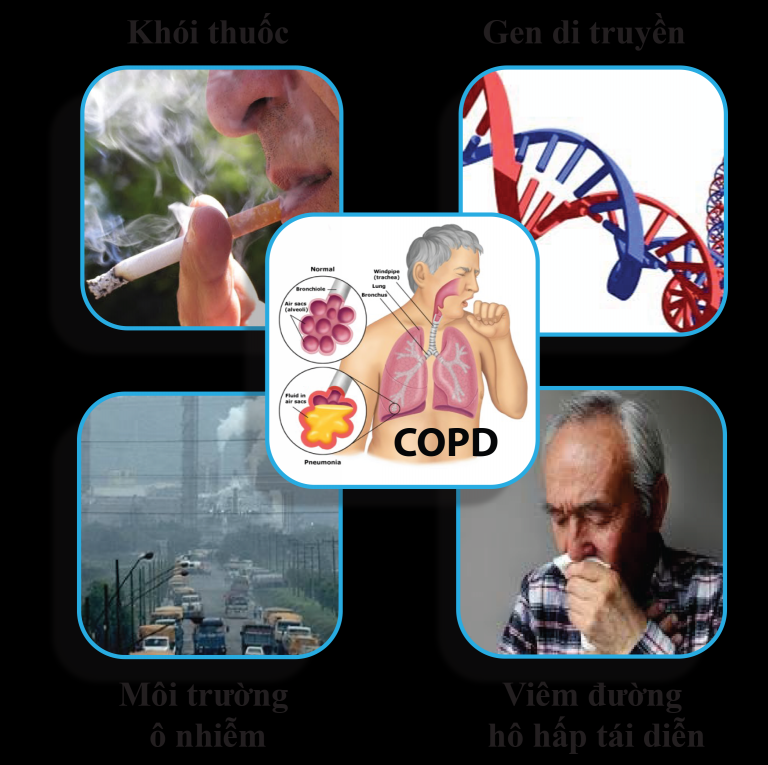 Khói thuốc
Gen di truyền
Normal
Bronchiole
Air sacs
(alveoli)
Windpipe
(trachea)
Lung
Bronchus
Fluid in
air sacs
Pneumonia
COPD
Môi trường
ô nhiễm
Viêm đường
hô hấp tái diễn